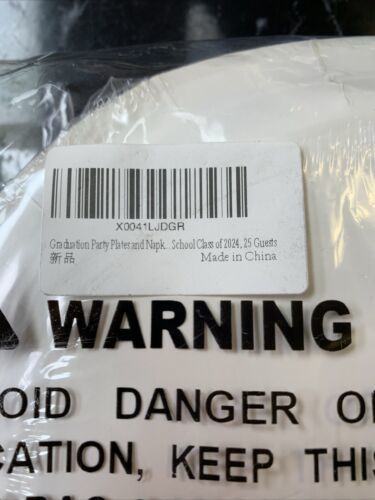 X0041LJDGR
Graduation Party Plates and Napk...School Class of 2024, 25 Guests
新品 Made in China
WARNING
OID DANGER O
CATION, KEEP THIS